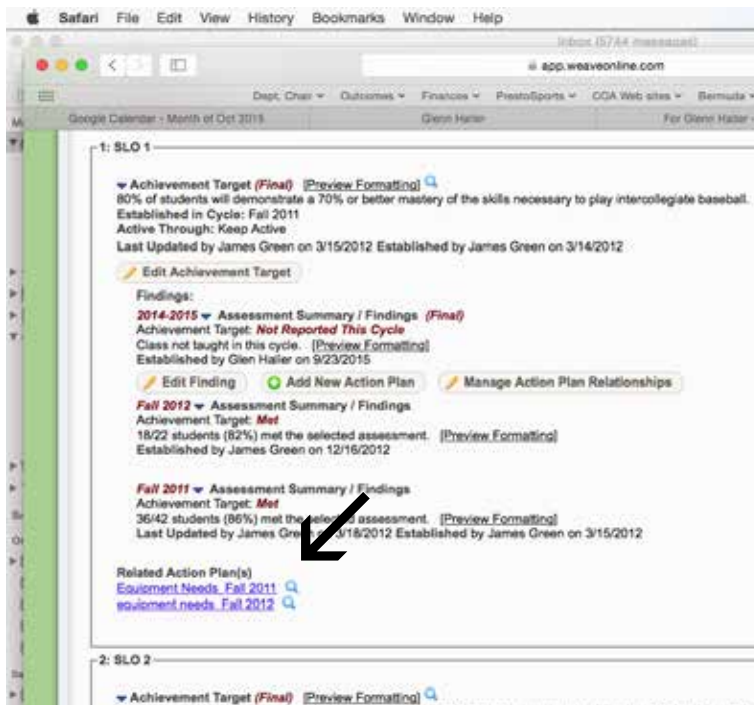 Safari File Edit View History Bookmarks Window Help
Inbox (5744 messages)
app.weaveonline.com
Dept. Chair Outcomes Finances PrestoSports COA Web sites Bermuda
Google Calendar - Month of Oct 2015 Glenn Haller For Glenn Haller
1: SLO 1
Achievement Target (Final) [Preview Formatting]
80% of students will demonstrate a 70% or better mastery of the skills necessary to play intercollegiate baseball.
Established in Cycle: Fall 2011
Active Through: Keep Active
Last Updated by James Green on 3/15/2012 Established by James Green on 3/14/2012
Edit Achievement Target
Findings:
2014-2015 Assessment Summary / Findings (Final)
Achievement Target: Not Reported This Cycle
Class not taught in this cycle. [Preview Formatting]
Established by Glen Haller on 9/23/2015
Edit Finding Add New Action Plan Manage Action Plan Relationships
Fall 2012 Assessment Summary / Findings
Achievement Target: Met
18/22 students (82%) met the selected assessment. [Preview Formatting]
Established by James Green on 12/16/2012
Fall 2011 Assessment Summary / Findings
Achievement Target: Met
36/42 students (86%) met the selected assessment. [Preview Formatting]
Last Updated by James Green on 3/18/2012 Established by James Green on 3/15/2012
Related Action Plan(s)
Equipment Needs Fall 2011
equipment needs Fall 2012
2: SLO 2
Achievement Target (Final) [Preview Formatting]